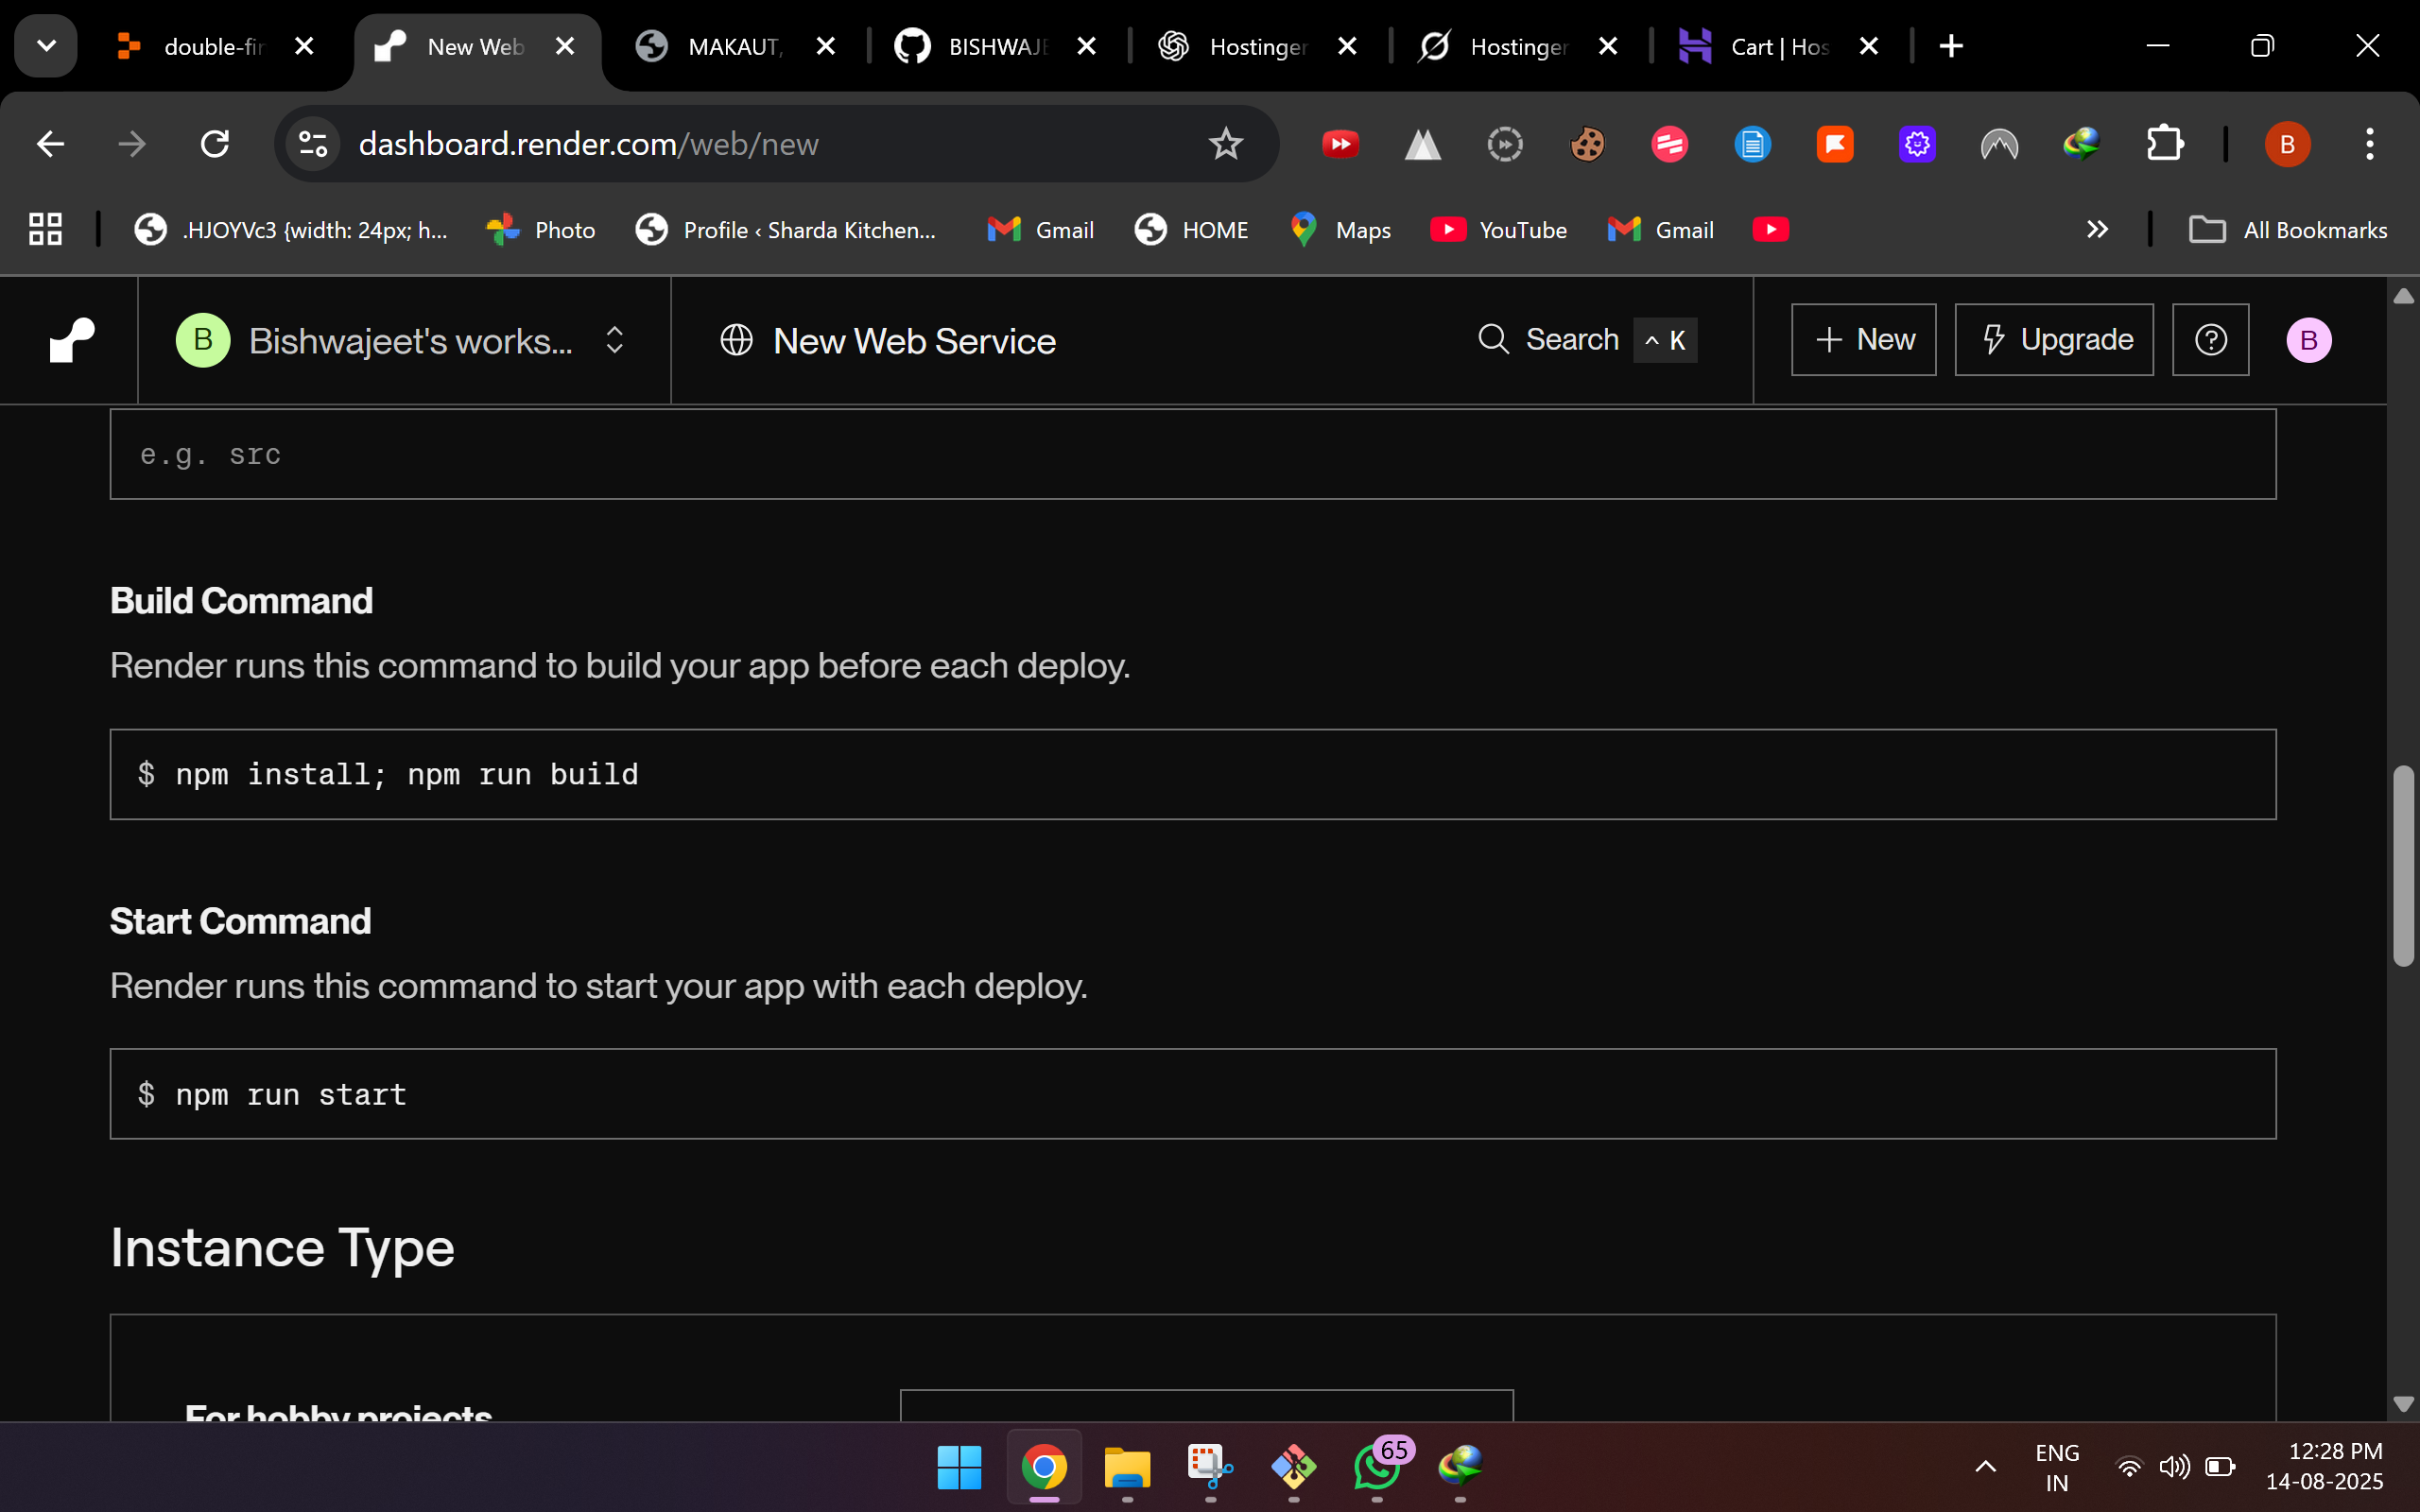 double-fir
New Web
MAKAUT,
BISHWAJE
Hostinger
Hostinger
Cart | Hos
dashboard.render.com/web/new
B
.HJOYVc3 {width: 24px; h...
Photo
Profile ‹ Sharda Kitchen...
Gmail
HOME
Maps
YouTube
Gmail
All Bookmarks
B
Bishwajeet's works...
New Web Service
Search
^ K
+ New
Upgrade
?
B
e.g. src
Build Command
Render runs this command to build your app before each deploy.
$ npm install; npm run build
Start Command
Render runs this command to start your app with each deploy.
$ npm run start
Instance Type
For hobby projects
65
ENG
IN
12:28 PM
14-08-2025